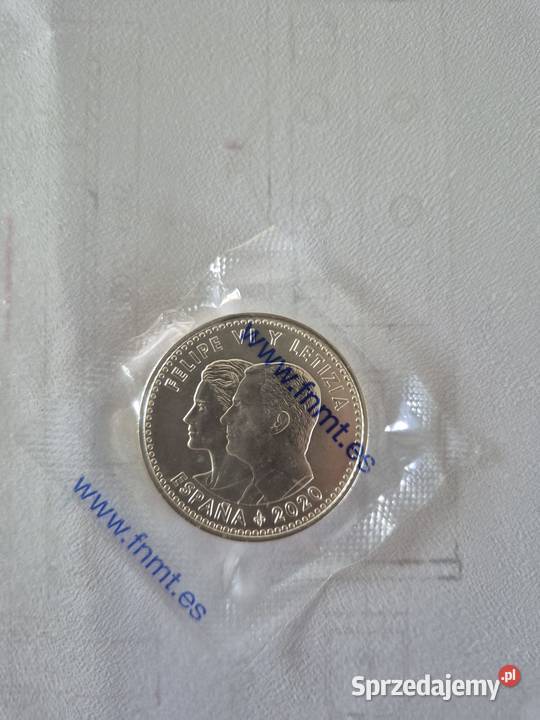 FELIPE VI Y LETIZIA
ESPAÑA 2020
www.fnmt.es
www.fnmt.es
Sprzedajemy.pl